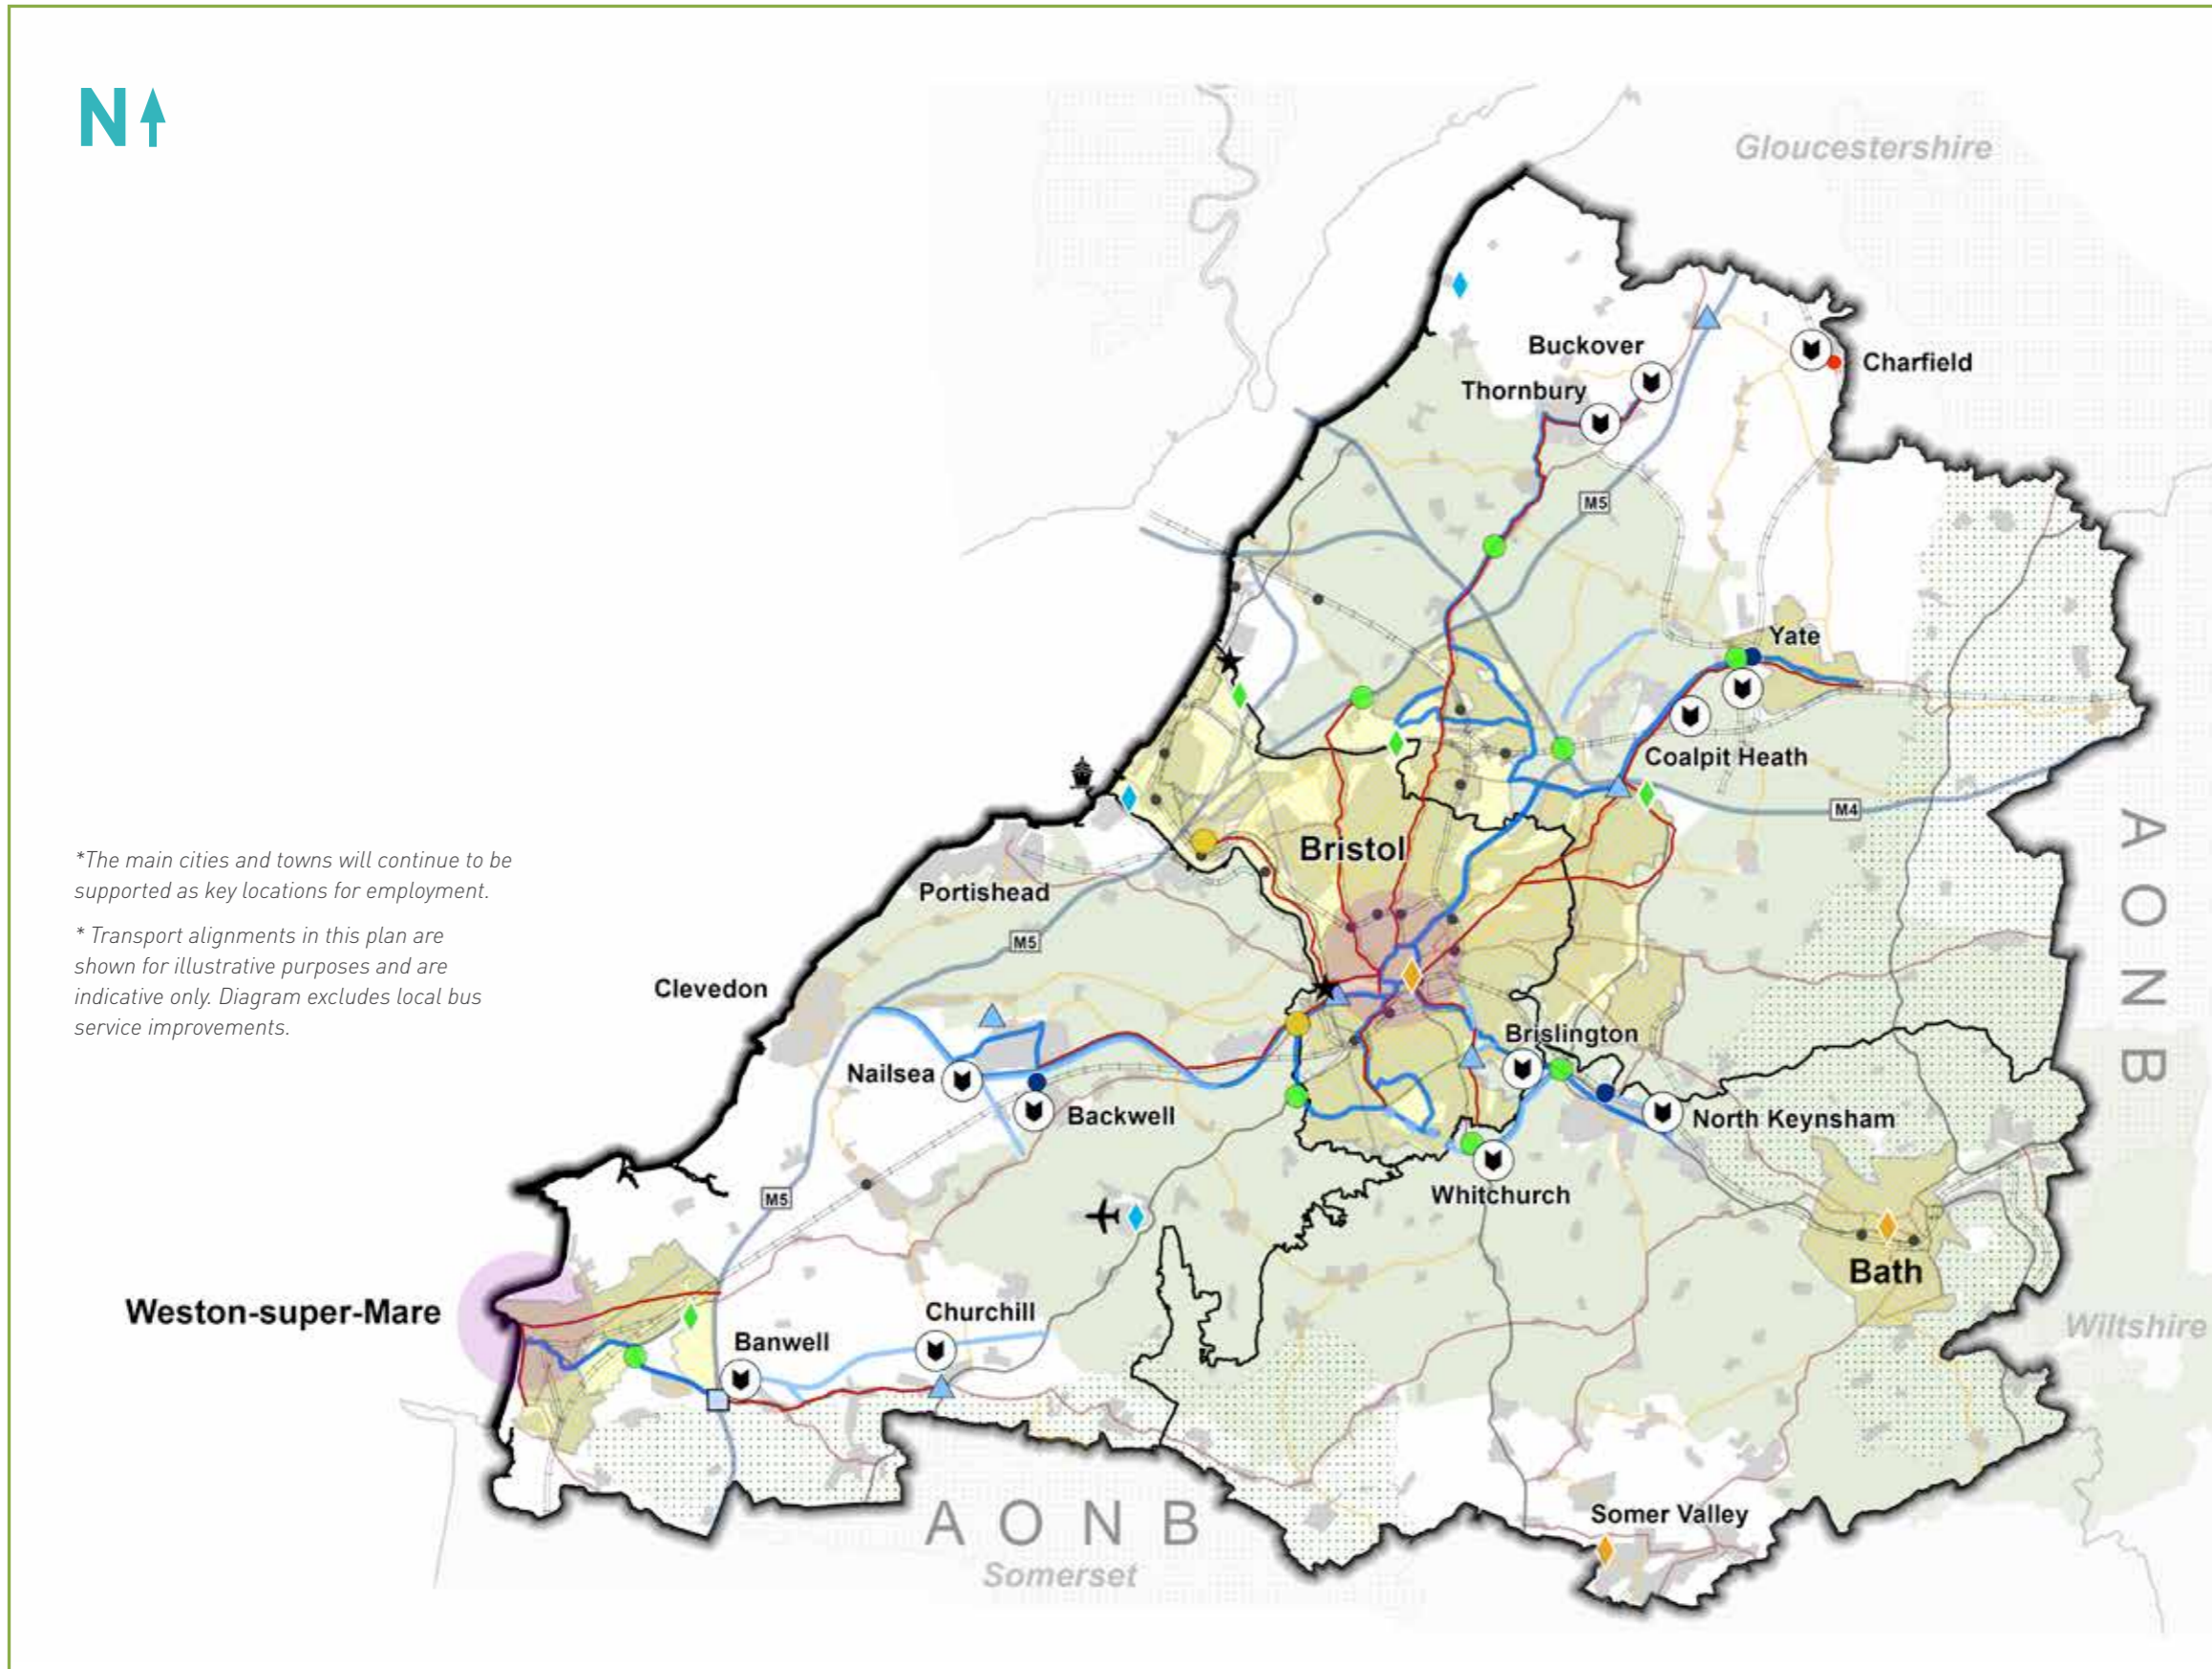 N
Gloucestershire
Buckover
Charfield
Thornbury
M5
Yate
Coalpit Heath
M4
*The main cities and towns will continue to be
supported as key locations for employment.
* Transport alignments in this plan are
shown for illustrative purposes and are
indicative only. Diagram excludes local bus
service improvements.
Bristol
Portishead
M5
AONB
Clevedon
Brislington
Nailsea
Backwell
North Keynsham
Whitchurch
M5
Bath
Weston-super-Mare
Churchill
Banwell
Wiltshire
Somer Valley
AONB
Somerset